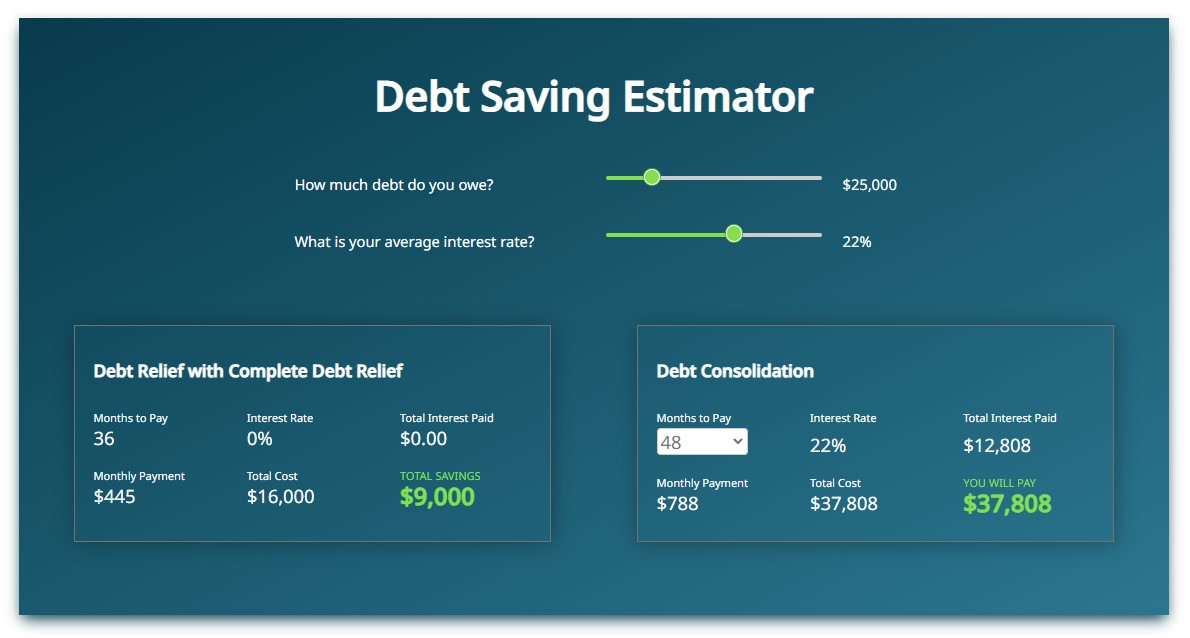 Debt Saving Estimator
How much debt do you owe? $25,000
What is your average interest rate? 22%
Debt Relief with Complete Debt Relief
Months to Pay Interest Rate Total Interest Paid
36 0% $0.00
Monthly Payment Total Cost TOTAL SAVINGS
$445 $16,000 $9,000
Debt Consolidation
Months to Pay Interest Rate Total Interest Paid
48 22% $12,808
Monthly Payment Total Cost YOU WILL PAY
$788 $37,808 $37,808